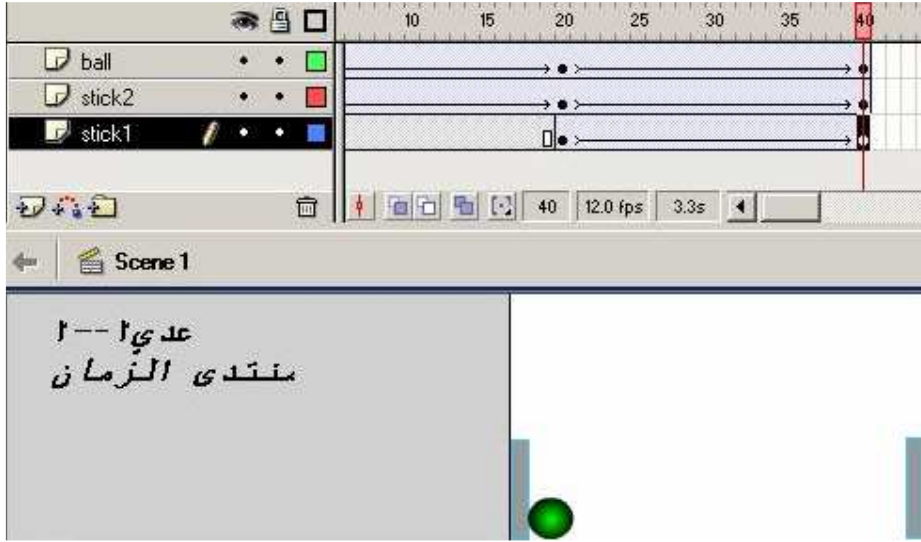 10 15 20 25 30 35 40
ball
stick2
stick1
40 12.0 fps 3.3s
Scene 1
عدي١--١
منتدى الزمان